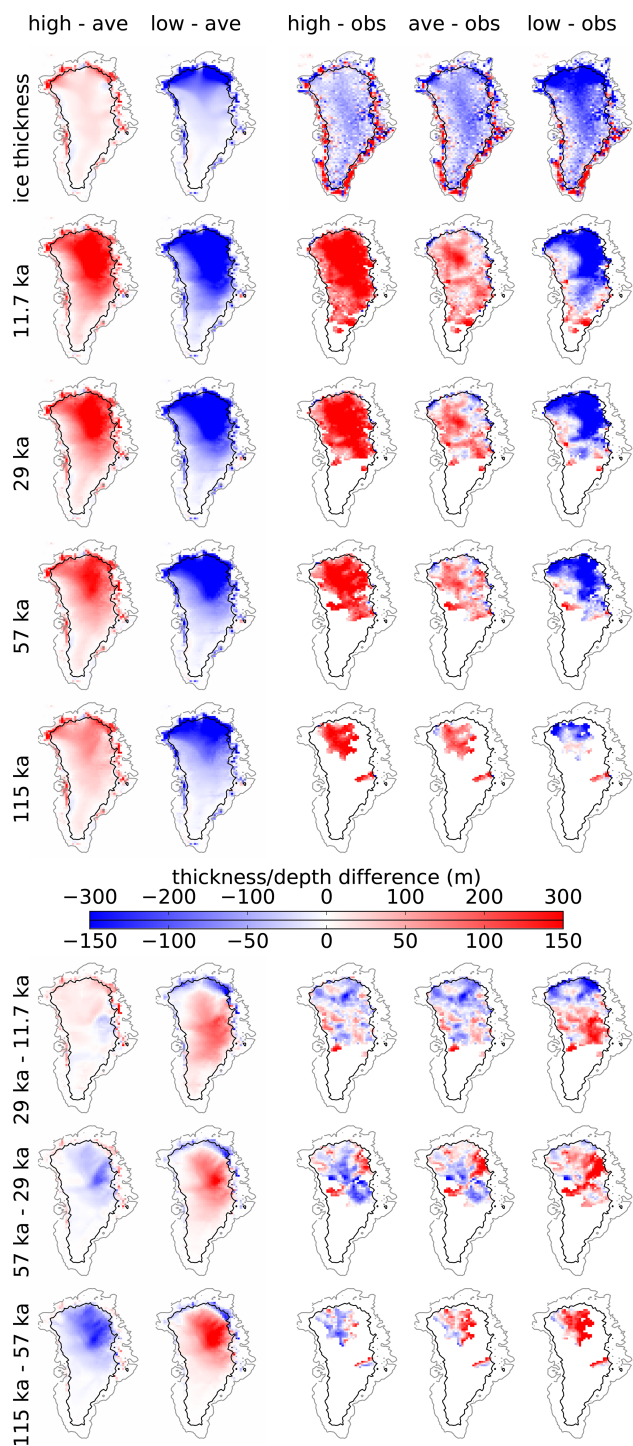 high - ave low - ave high - obs ave - obs low - obs
ice thickness
11.7 ka
29 ka
57 ka
115 ka
thickness/depth difference (m)
−300 −200 −100 0 100 200 300
−150 −100 −50 0 50 100 150
29 ka - 11.7 ka
57 ka - 29 ka
115 ka - 57 ka